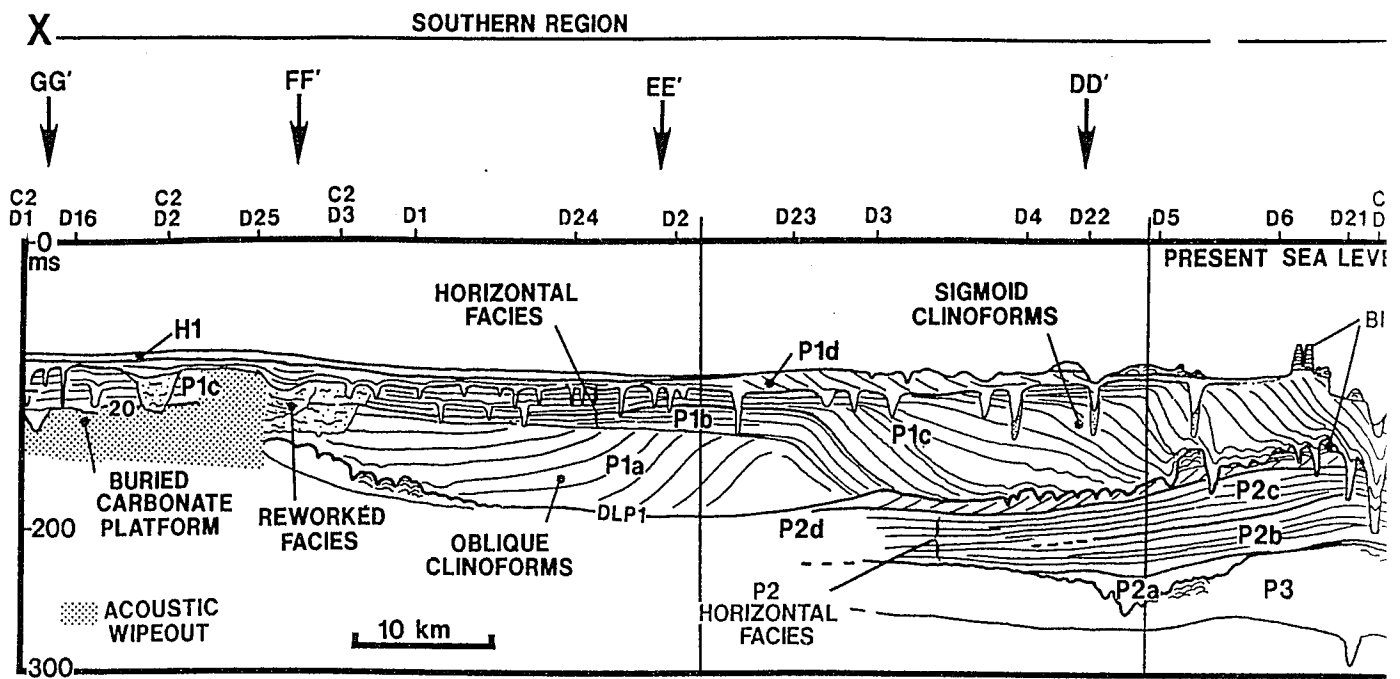 X SOUTHERN REGION
GG' FF' EE' DD'
C2 C2 C2 C
D1 D16 D2 D25 D3 D1 D24 D2 D23 D3 D4 D22 D5 D6 D21 D
0
ms
PRESENT SEA LEVE
HORIZONTAL
FACIES
SIGMOID
CLINOFORMS
H1
P1d
BI
P1c
20
P1b
P1c
P1a
BURIED
CARBONATE
PLATFORM
REWORKED
FACIES
OBLIQUE
CLINOFORMS
DLP1
P2d
P2c
P2b
200
P2a
P3
P2
HORIZONTAL
FACIES
ACOUSTIC
WIPEOUT
10 km
300